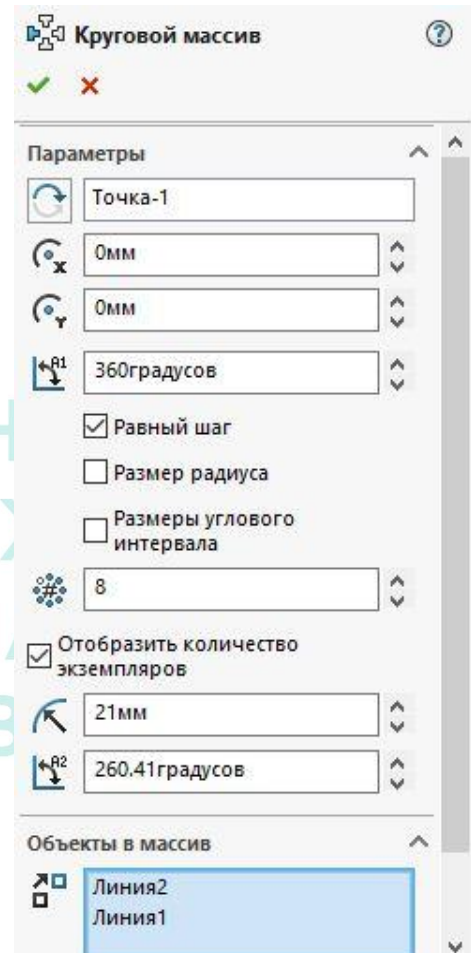 Круговой массив
Параметры
Точка-1
0мм
0мм
360градусов
Равный шаг
Размер радиуса
Размеры углового
интервала
8
Отобразить количество
экземпляров
21мм
260.41градусов
Объекты в массив
Линия2
Линия1